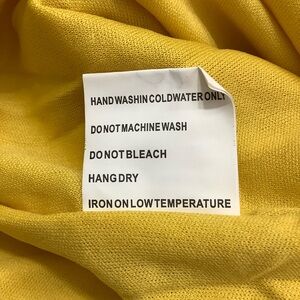 HAND WASH IN COLD WATER ONLY
DO NOT MACHINE WASH
DO NOT BLEACH
HANG DRY
IRON ON LOW TEMPERATURE